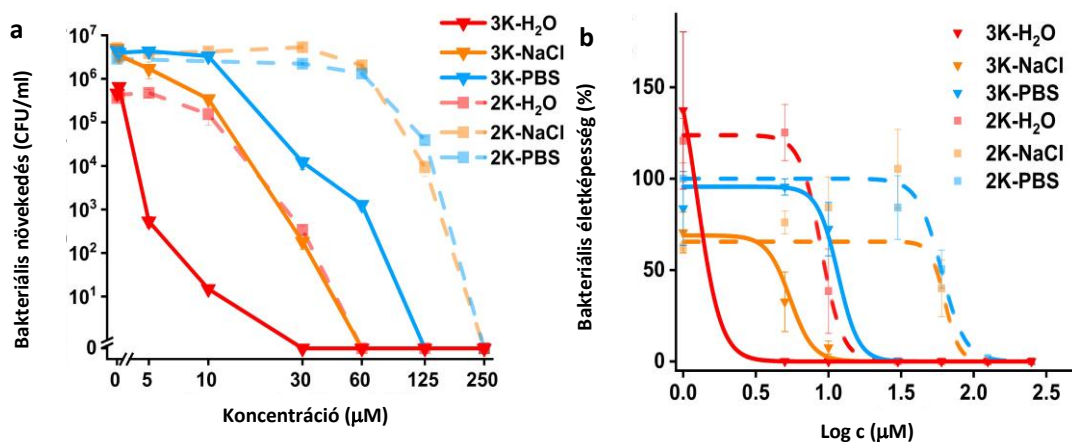 a
Bakteriális növekedés (CFU/ml)
10⁷
10⁶
10⁵
10⁴
10³
10²
10¹
0
0 5 10 30 60 125 250
Koncentráció (μM)
3K-H₂O
3K-NaCl
3K-PBS
2K-H₂O
2K-NaCl
2K-PBS
b
Bakteriális életképesség (%)
150
100
50
0
0.0 0.5 1.0 1.5 2.0 2.5
Log c (μM)
3K-H₂O
3K-NaCl
3K-PBS
2K-H₂O
2K-NaCl
2K-PBS